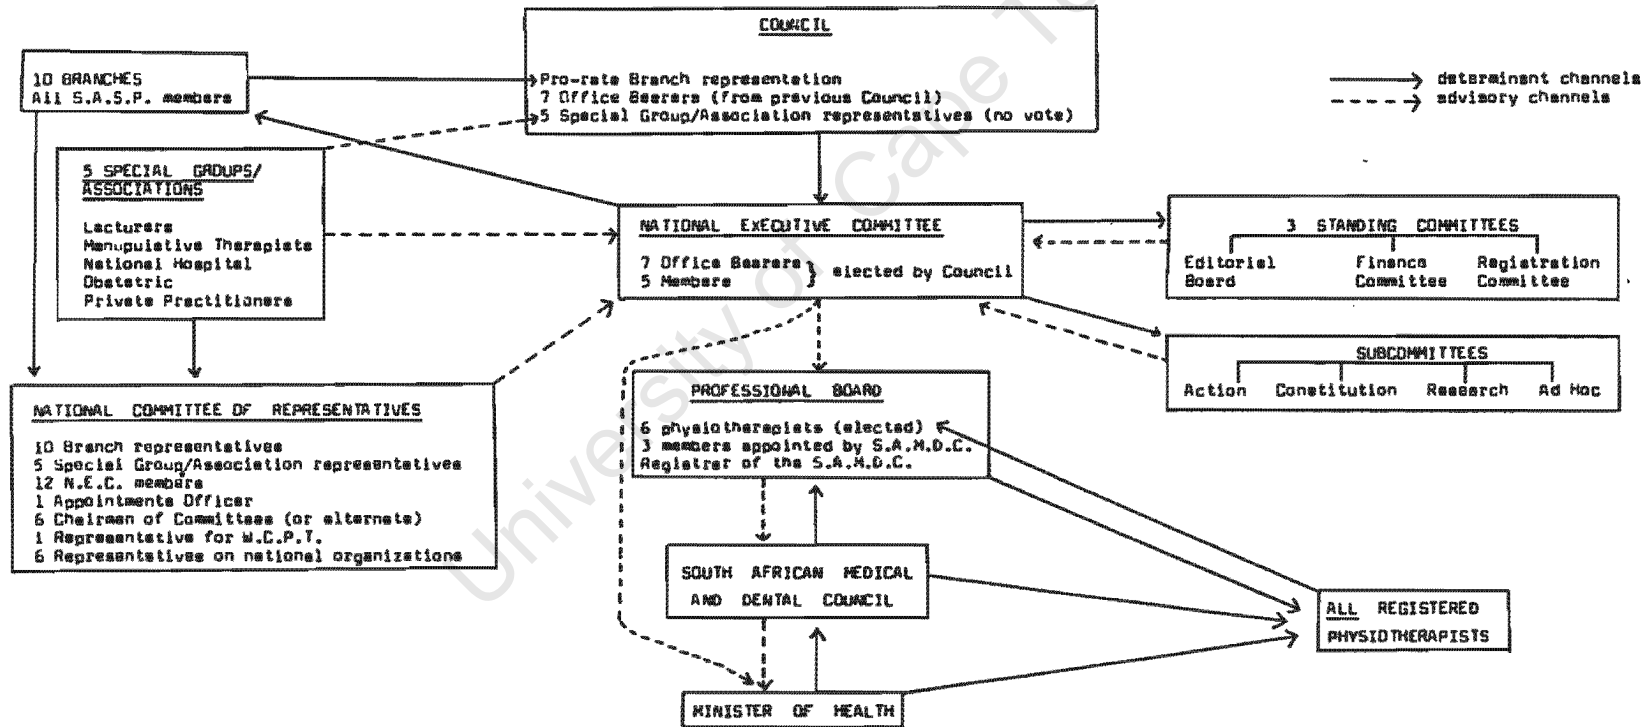 COUNCIL
Pro-rata Branch representation
7 Office Bearers (from previous Council)
5 Special Group/Association representatives (no vote)
10 BRANCHES
All S.A.S.P. members
determinant channels
advisory channels
5 SPECIAL GROUPS/
ASSOCIATIONS
Lecturers
Manupulative Therapists
National Hospital
Obstetric
Private Practitioners
NATIONAL EXECUTIVE COMMITTEE
7 Office Bearers } elected by Council
5 Members
3 STANDING COMMITTEES
Editorial Finance Registration
Board Committee Committee
SUBCOMMITTEES
Action Constitution Research Ad Hoc
NATIONAL COMMITTEE OF REPRESENTATIVES
10 Branch representatives
5 Special Group/Association representatives
12 N.E.C. members
1 Appointments Officer
6 Chairmen of Committees (or alternate)
1 Representative for W.C.P.T.
6 Representatives on national organizations
PROFESSIONAL BOARD
6 physiotherapists (elected)
3 members appointed by S.A.M.D.C.
Registrar of the S.A.M.D.C.
SOUTH AFRICAN MEDICAL
AND DENTAL COUNCIL
ALL REGISTERED
PHYSIOTHERAPISTS
MINISTER OF HEALTH
University of Cape